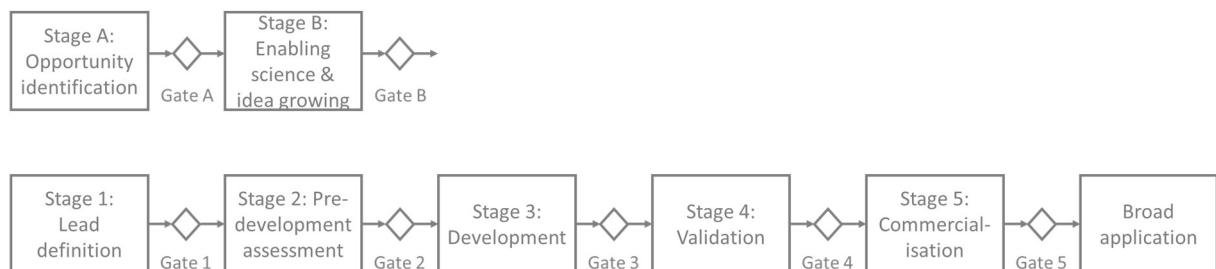 Stage A:
Opportunity
identification
Gate A
Stage B:
Enabling
science &
idea growing
Gate B
Stage 1:
Lead
definition
Gate 1
Stage 2: Pre-
development
assessment
Gate 2
Stage 3:
Development
Gate 3
Stage 4:
Validation
Gate 4
Stage 5:
Commercial-
isation
Gate 5
Broad
application